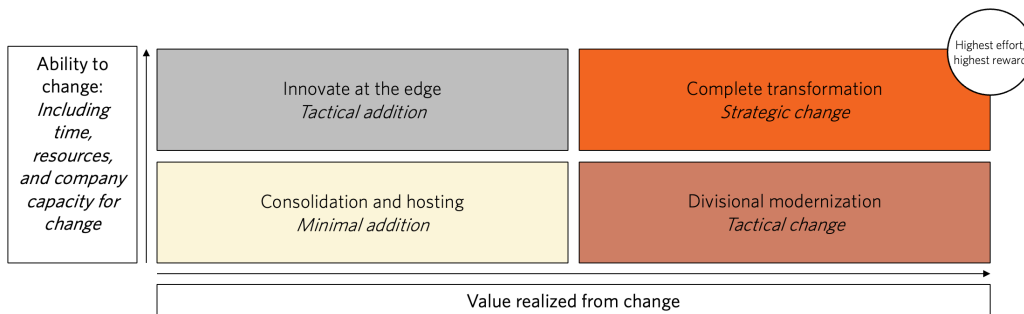 Highest effort,
highest reward
Ability to
change:
Including
time,
resources,
and company
capacity for
change
Innovate at the edge
Tactical addition
Complete transformation
Strategic change
Consolidation and hosting
Minimal addition
Divisional modernization
Tactical change
Value realized from change